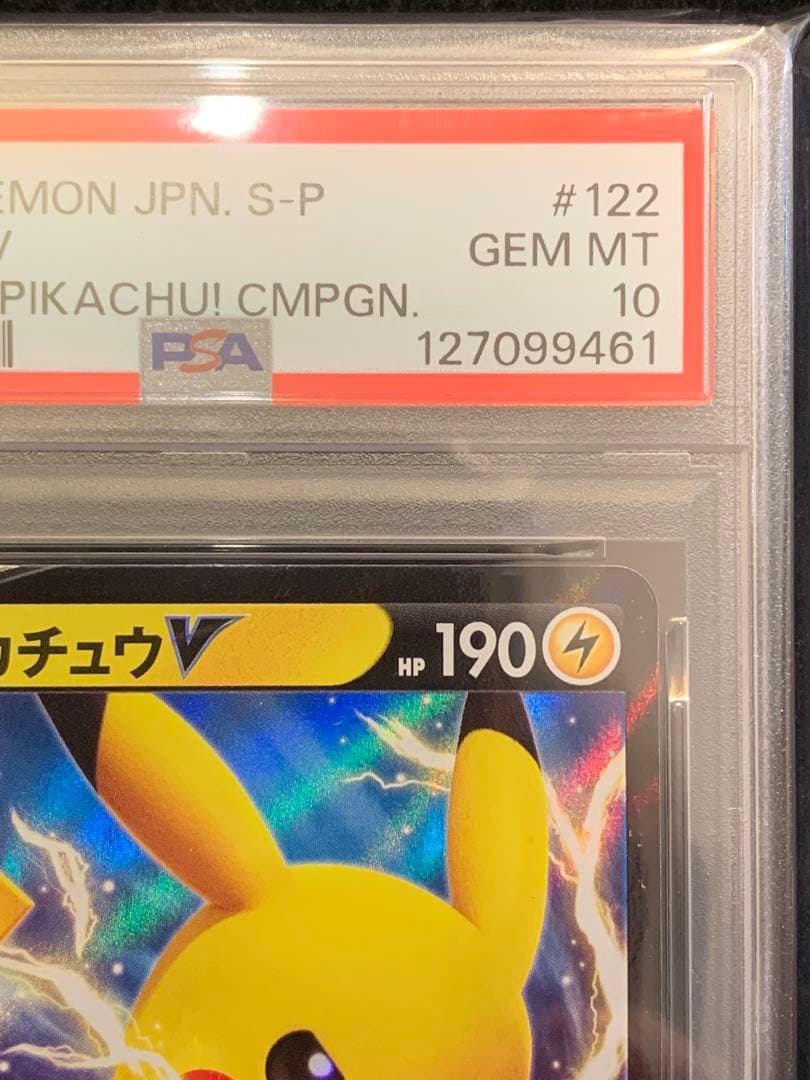 EMON JPN. S-P #122
V GEM MT
PIKACHU! CMPGN. 10
PSA 127099461
カチュウV HP 190